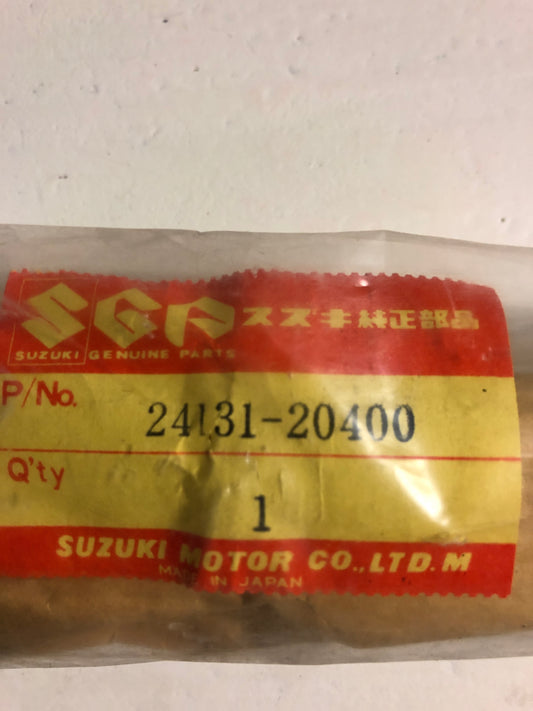 SGP スズキ純正部品
SUZUKI GENUINE PARTS
P/No. 24131-20400
Q'ty 1
SUZUKI MOTOR CO.,LTD.M
MADE IN JAPAN